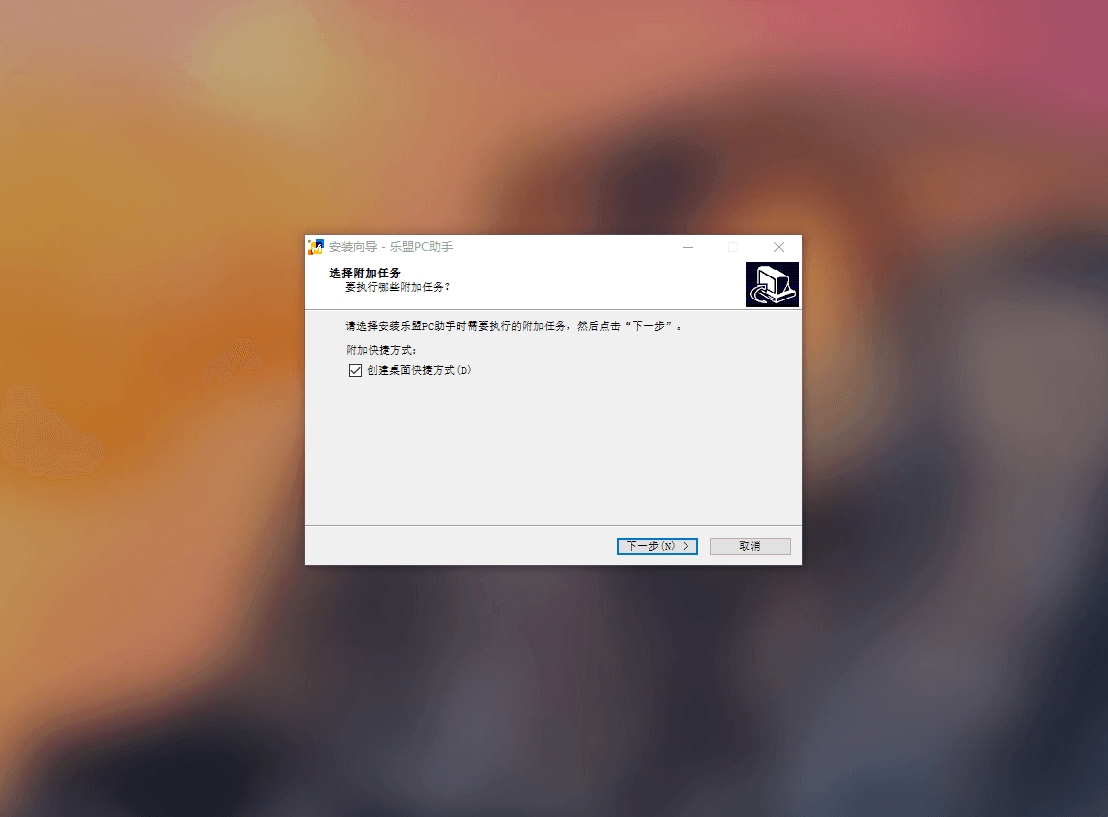 安装向导 - 乐盟PC助手
选择附加任务
要执行哪些附加任务?
请选择安装乐盟PC助手时需要执行的附加任务，然后点击“下一步”。
附加快捷方式:
创建桌面快捷方式(D)
下一步(N) >
取消